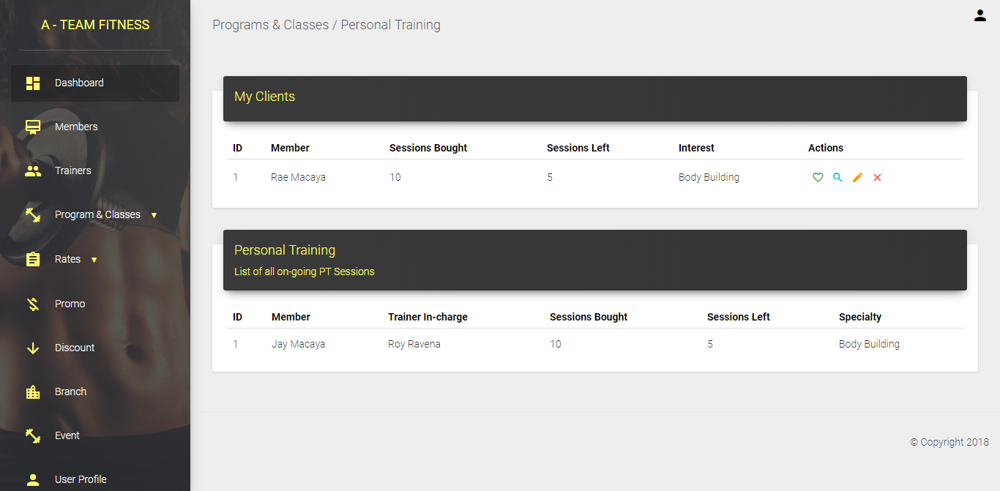 A - TEAM FITNESS
Dashboard
Members
Trainers
Program & Classes
Rates
Promo
Discount
Branch
Event
User Profile
Programs & Classes / Personal Training
My Clients
ID Member Sessions Bought Sessions Left Interest Actions
1 Rae Macaya 10 5 Body Building
Personal Training
List of all on-going PT Sessions
ID Member Trainer In-charge Sessions Bought Sessions Left Specialty
1 Jay Macaya Roy Ravena 10 5 Body Building
© Copyright 2018